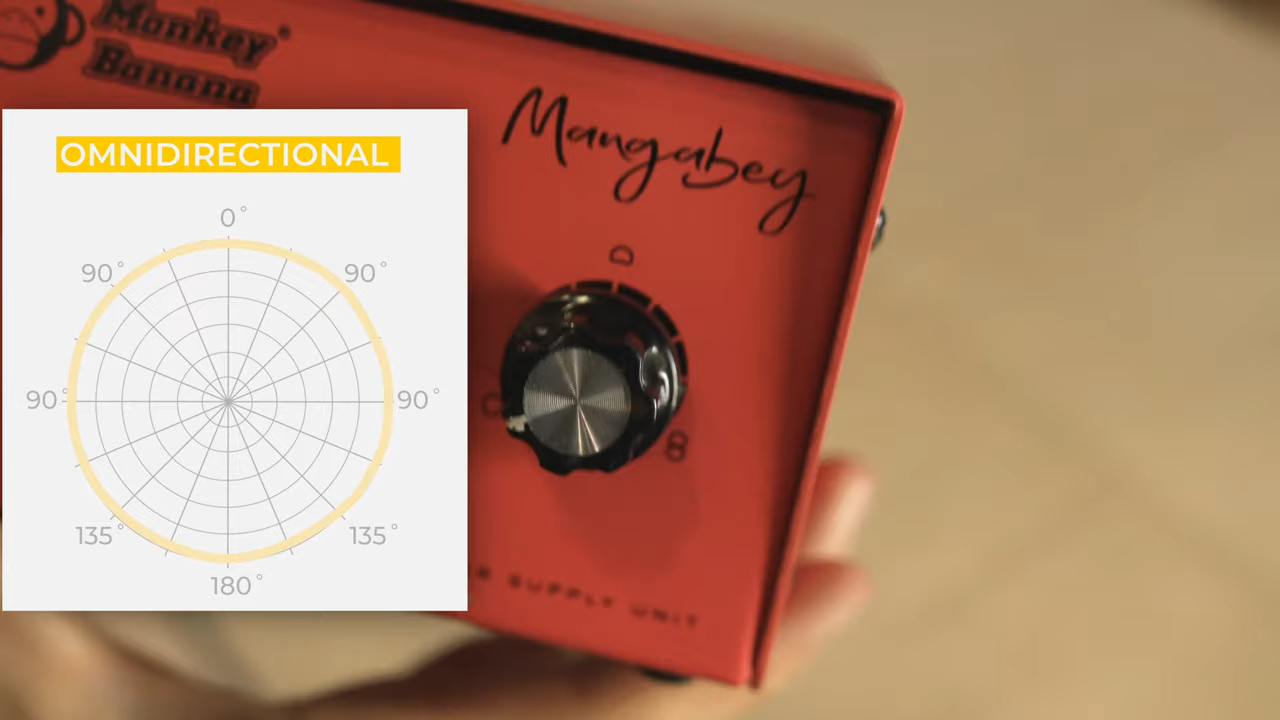 Monkey
Banana
Mangabey
OMNIDIRECTIONAL
0°
90° 90°
90° 90°
135° 135°
180°
SUPPLY UNIT